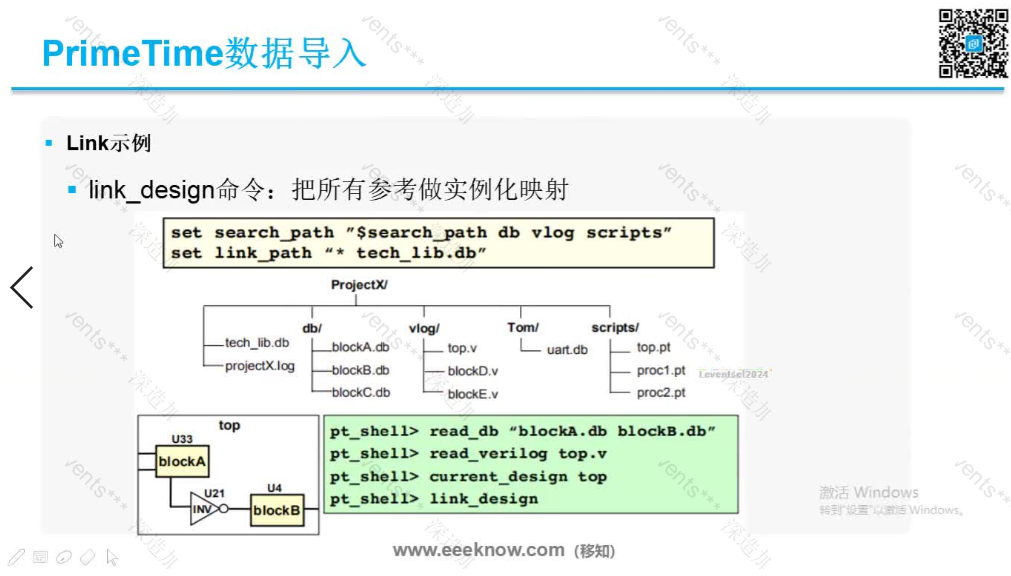 PrimeTime数据导入
Link示例
link_design命令：把所有参考做实例化映射
set search_path ”$search_path db vlog scripts”
set link_path “* tech_lib.db”
ProjectX/
db/ vlog/ Tom/ scripts/
tech_lib.db blockA.db top.v uart.db top.pt
projectX.log blockB.db blockD.v proc1.pt
blockC.db blockE.v proc2.pt
Leventsel2024
top
U33
blockA
U21
INV
U4
blockB
pt_shell> read_db “blockA.db blockB.db”
pt_shell> read_verilog top.v
pt_shell> current_design top
pt_shell> link_design
激活 Windows
转到"设置"以激活 Windows。
www.eeeknow.com（移知）